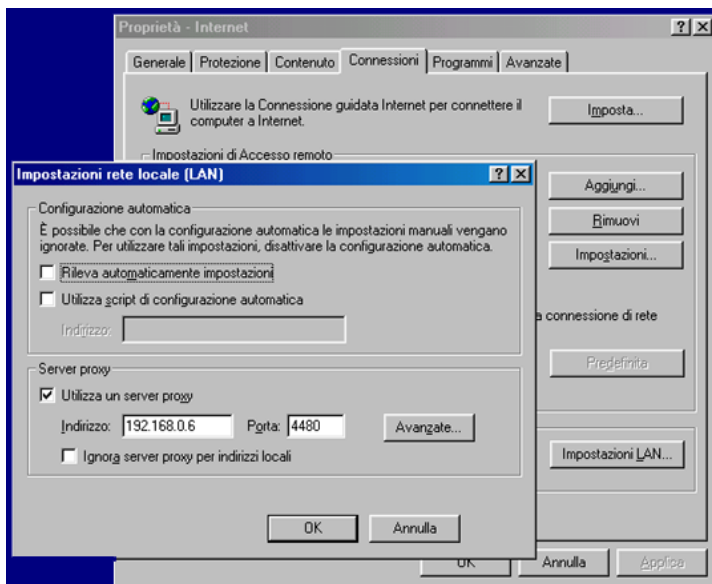 Proprietà - Internet
Generale Protezione Contenuto Connessioni Programmi Avanzate
Utilizzare la Connessione guidata Internet per connettere il
computer a Internet.
Imposta...
Impostazioni di Accesso remoto
Aggiungi...
Rimuovi
Impostazioni...
a connessione di rete
Predefinita
Impostazioni LAN...
OK Annulla Applica
Impostazioni rete locale (LAN)
Configurazione automatica
È possibile che con la configurazione automatica le impostazioni manuali vengano
ignorate. Per utilizzare tali impostazioni, disattivare la configurazione automatica.
Rileva automaticamente impostazioni
Utilizza script di configurazione automatica
Indirizzo:
Server proxy
Utilizza un server proxy
Indirizzo: 192.168.0.6 Porta: 4480 Avanzate...
Ignora server proxy per indirizzi locali
OK Annulla